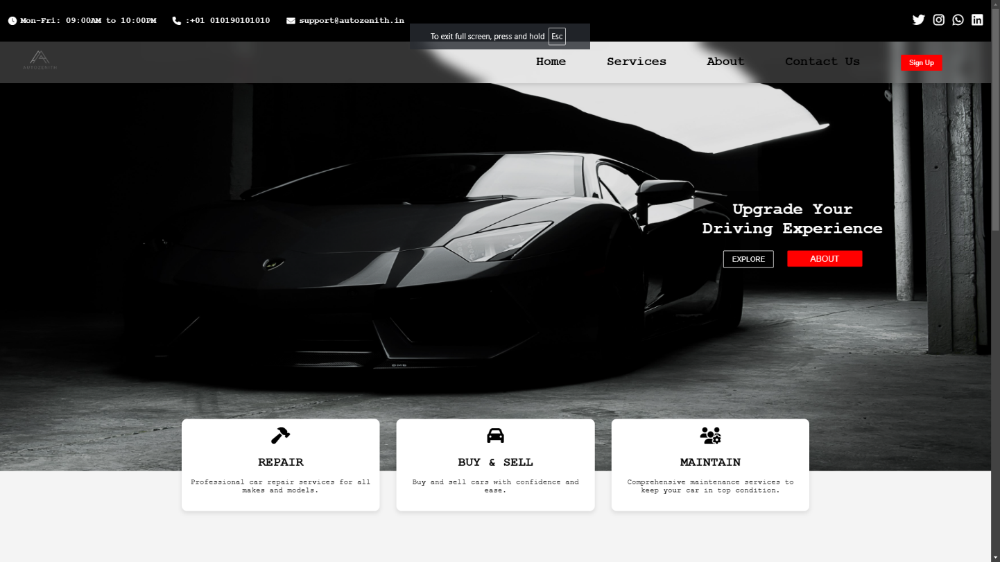 Mon-Fri: 09:00AM to 10:00PM
:+01 010190101010
support@autozenith.in
To exit full screen, press and hold Esc
AUTOZENITH
Home
Services
About
Contact Us
Sign Up
Upgrade Your
Driving Experience
EXPLORE
ABOUT
REPAIR
Professional car repair services for all
makes and models.
BUY & SELL
Buy and sell cars with confidence and
ease.
MAINTAIN
Comprehensive maintenance services to
keep your car in top condition.